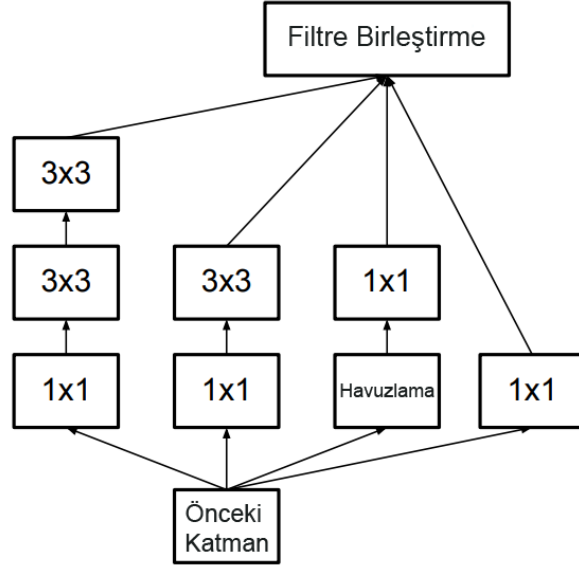 Filtre Birleştirme
3x3
3x3
3x3
1x1
1x1
1x1
Havuzlama
1x1
Önceki
Katman